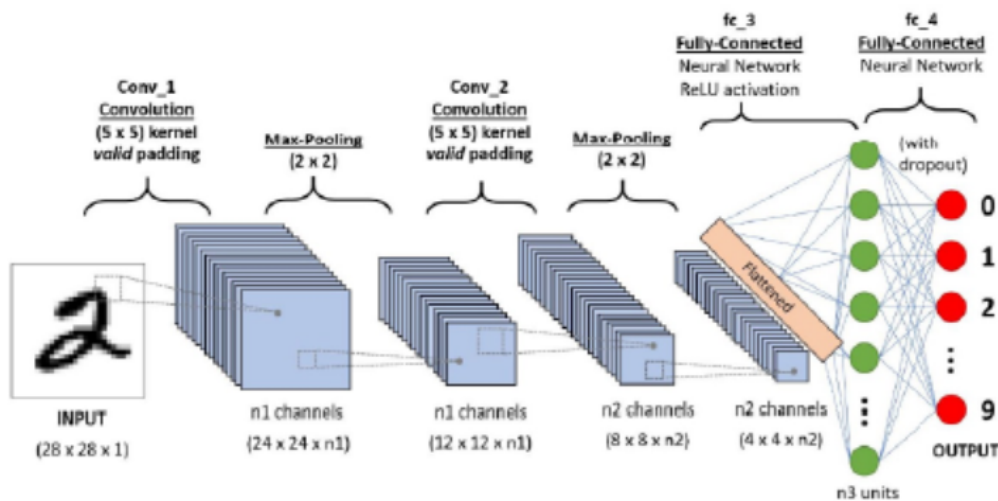 fc_3
Fully-Connected
Neural Network
ReLU activation
fc_4
Fully-Connected
Neural Network
Conv_1
Convolution
(5 x 5) kernel
valid padding
Max-Pooling
(2 x 2)
Conv_2
Convolution
(5 x 5) kernel
valid padding
Max-Pooling
(2 x 2)
(with
dropout)
Flattened
0
1
2
9
INPUT
(28 x 28 x 1)
n1 channels
(24 x 24 x n1)
n1 channels
(12 x 12 x n1)
n2 channels
(8 x 8 x n2)
n2 channels
(4 x 4 x n2)
n3 units
OUTPUT
2